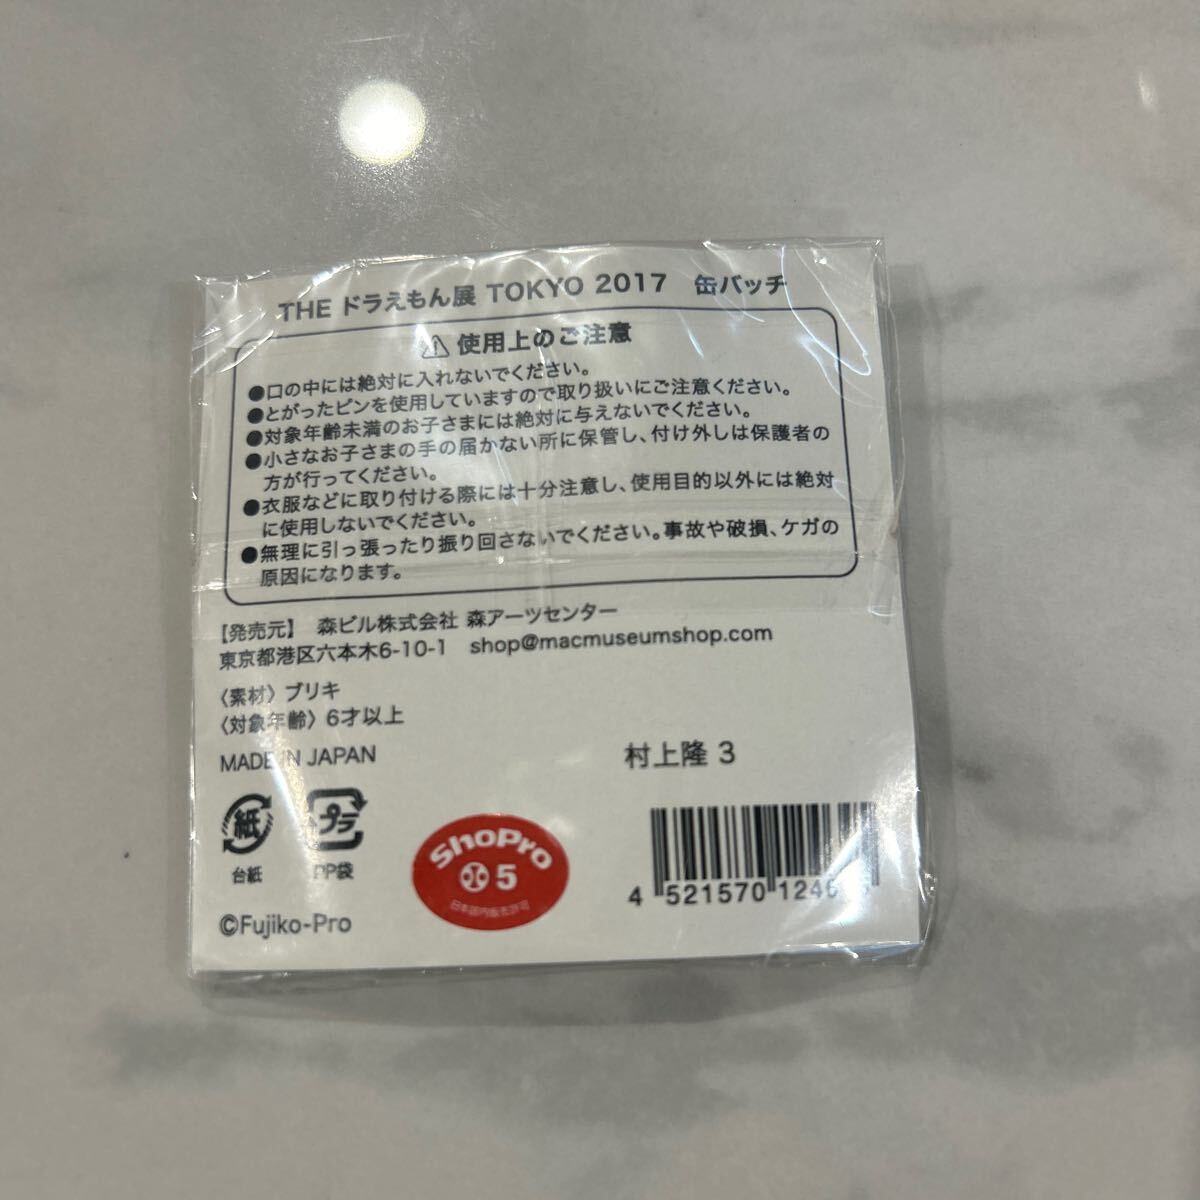 THE ドラえもん展 TOKYO 2017　缶バッチ
使用上のご注意
●口の中には絶対に入れないでください。
●とがったピンを使用していますので取り扱いにご注意ください。
●対象年齢未満のお子さまには絶対に与えないでください。
●小さなお子さまの手の届かない所に保管し、付け外しは保護者の
方が行ってください。
●衣服などに取り付ける際には十分注意し、使用目的以外には絶対
に使用しないでください。
●無理に引っ張ったり振り回さないでください。事故や破損、ケガの
原因になります。
【発売元】　森ビル株式会社 森アーツセンター
東京都港区六本木6-10-1　shop@macmuseumshop.com
〈素材〉ブリキ
〈対象年齢〉6才以上
MADE IN JAPAN
村上隆 3
紙
プラ
台紙
PP袋
ShoPro
5
日本国内販売許可
4 521570
©Fujiko-Pro